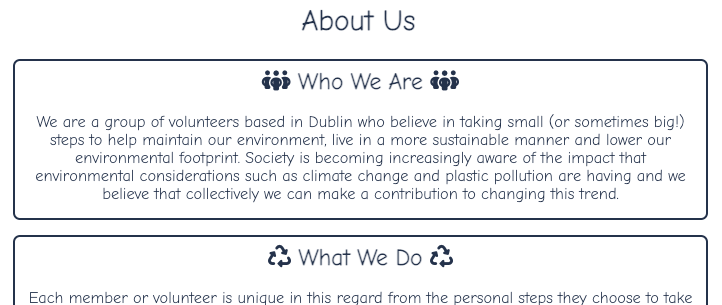 About Us
Who We Are
We are a group of volunteers based in Dublin who believe in taking small (or sometimes big!)
steps to help maintain our environment, live in a more sustainable manner and lower our
environmental footprint. Society is becoming increasingly aware of the impact that
environmental considerations such as climate change and plastic pollution are having and we
believe that collectively we can make a contribution to changing this trend.
What We Do
Each member or volunteer is unique in this regard from the personal steps they choose to take